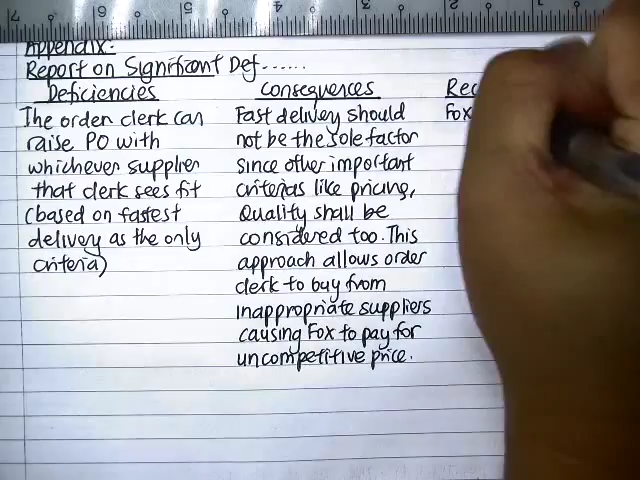 Appendix:
Report on Significant Def......
Deficiencies
The order clerk can
raise PO with
whichever supplier
that clerk sees fit
(based on fastest
delivery as the only
criteria)
Consequences
Fast delivery should
not be the sole factor
since other important
criterias like pricing,
Quality shall be
considered too. This
approach allows order
clerk to buy from
inappropriate suppliers
causing Fox to pay for
uncompetitive price.
Fox